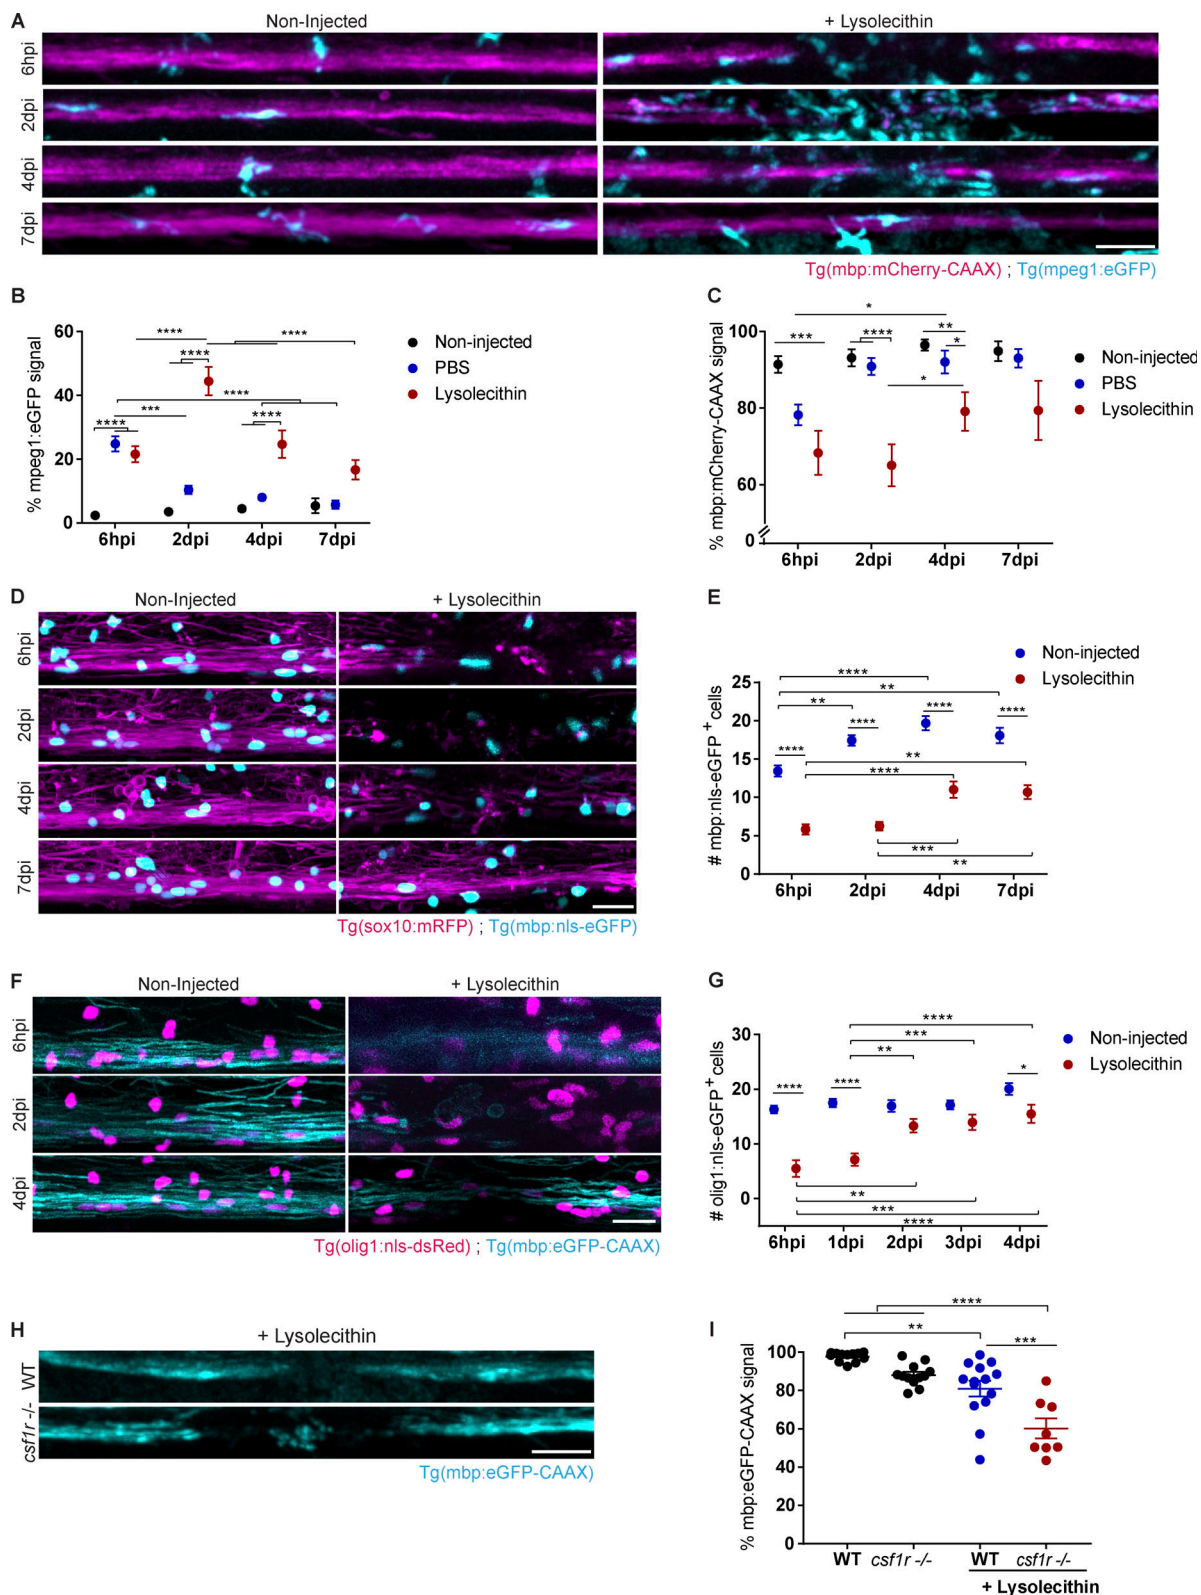 A
Non-Injected
+ Lysolecithin
6hpi
2dpi
4dpi
7dpi
Tg(mbp:mCherry-CAAX) ; Tg(mpeg1:eGFP)
B
% mpeg1:eGFP signal
60
40
20
0
****
****
****
****
***
****
****
6hpi
2dpi
4dpi
7dpi
Non-injected
PBS
Lysolecithin
C
% mbp:mCherry-CAAX signal
100
80
60
0
*
***
****
**
*
*
6hpi
2dpi
4dpi
7dpi
Non-injected
PBS
Lysolecithin
D
Non-Injected
+ Lysolecithin
6hpi
2dpi
4dpi
7dpi
Tg(sox10:mRFP) ; Tg(mbp:nls-eGFP)
E
Non-injected
Lysolecithin
# mbp:nls-eGFP+ cells
25
20
15
10
5
0
****
**
**
****
****
****
****
**
****
***
**
6hpi
2dpi
4dpi
7dpi
F
Non-Injected
+ Lysolecithin
6hpi
2dpi
4dpi
Tg(olig1:nls-dsRed) ; Tg(mbp:eGFP-CAAX)
G
# olig1:nls-eGFP+ cells
30
20
10
0
****
***
**
****
****
*
**
***
****
6hpi
1dpi
2dpi
3dpi
4dpi
Non-injected
Lysolecithin
H
+ Lysolecithin
WT
csf1r -/-
Tg(mbp:eGFP-CAAX)
I
% mbp:eGFP-CAAX signal
100
80
60
40
20
0
****
**
***
WT
csf1r -/-
WT
csf1r -/-
+ Lysolecithin